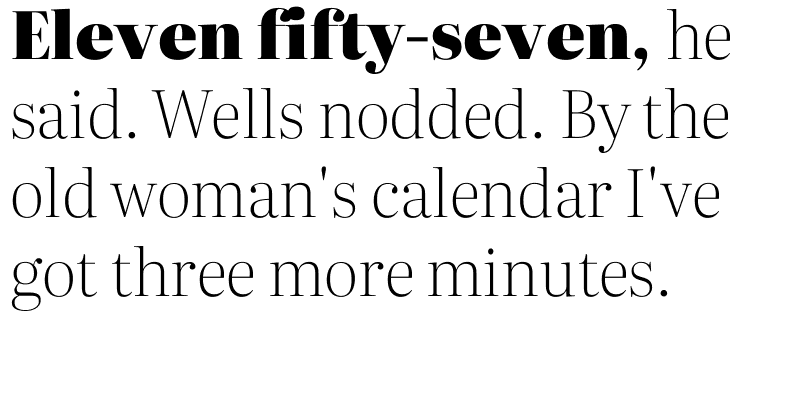 Eleven fifty-seven, he
said. Wells nodded. By the
old woman's calendar I've
got three more minutes.